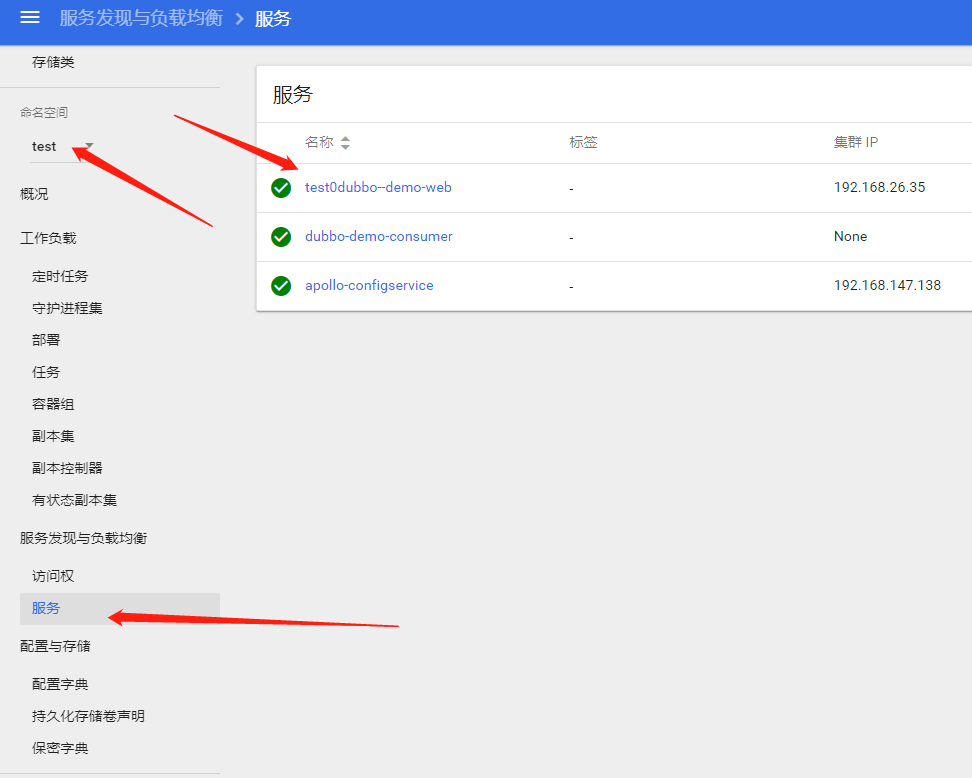 服务发现与负载均衡 > 服务
存储类
命名空间
test
概况
工作负载
定时任务
守护进程集
部署
任务
容器组
副本集
副本控制器
有状态副本集
服务发现与负载均衡
访问权
服务
配置与存储
配置字典
持久化存储卷声明
保密字典
服务
名称 标签 集群 IP
test0dubbo--demo-web - 192.168.26.35
dubbo-demo-consumer - None
apollo-configservice - 192.168.147.138